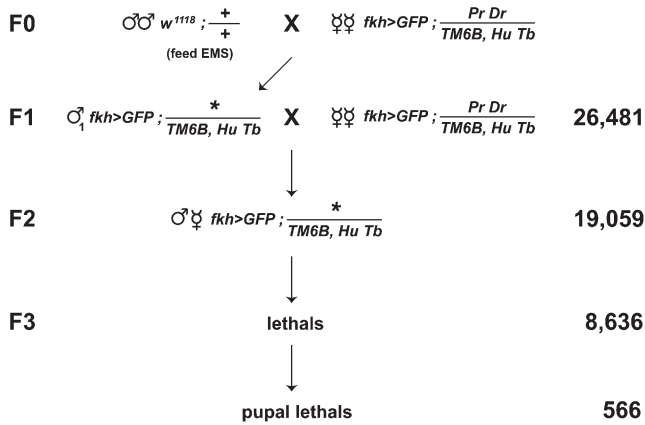 F0 ♂♂ w1118 ; + / + X ☿☿ fkh>GFP ; Pr Dr / TM6B, Hu Tb
(feed EMS)
F1 ♂1 fkh>GFP ; * / TM6B, Hu Tb X ☿☿ fkh>GFP ; Pr Dr / TM6B, Hu Tb 26,481
F2 ♂☿ fkh>GFP ; * / TM6B, Hu Tb 19,059
F3 lethals 8,636
pupal lethals 566